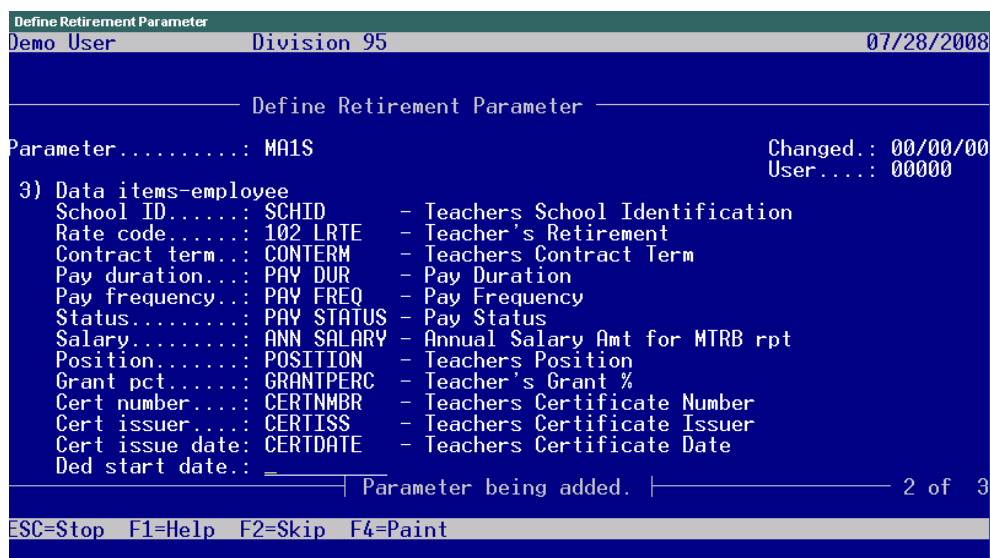 Define Retirement Parameter
Demo User Division 95 07/28/2008
Define Retirement Parameter
Parameter..........: MA1S Changed.: 00/00/00
User....: 00000
3) Data items-employee
School ID......: SCHID - Teachers School Identification
Rate code......: 102 LRTE - Teacher's Retirement
Contract term..: CONTERM - Teachers Contract Term
Pay duration...: PAY DUR - Pay Duration
Pay frequency..: PAY FREQ - Pay Frequency
Status.........: PAY STATUS - Pay Status
Salary.........: ANN SALARY - Annual Salary Amt for MTRB rpt
Position.......: POSITION - Teachers Position
Grant pct......: GRANTPERC - Teacher's Grant %
Cert number....: CERTNMBR - Teachers Certificate Number
Cert issuer....: CERTISS - Teachers Certificate Issuer
Cert issue date: CERTDATE - Teachers Certificate Date
Ded start date.: _
Parameter being added. 2 of 3
ESC=Stop F1=Help F2=Skip F4=Paint